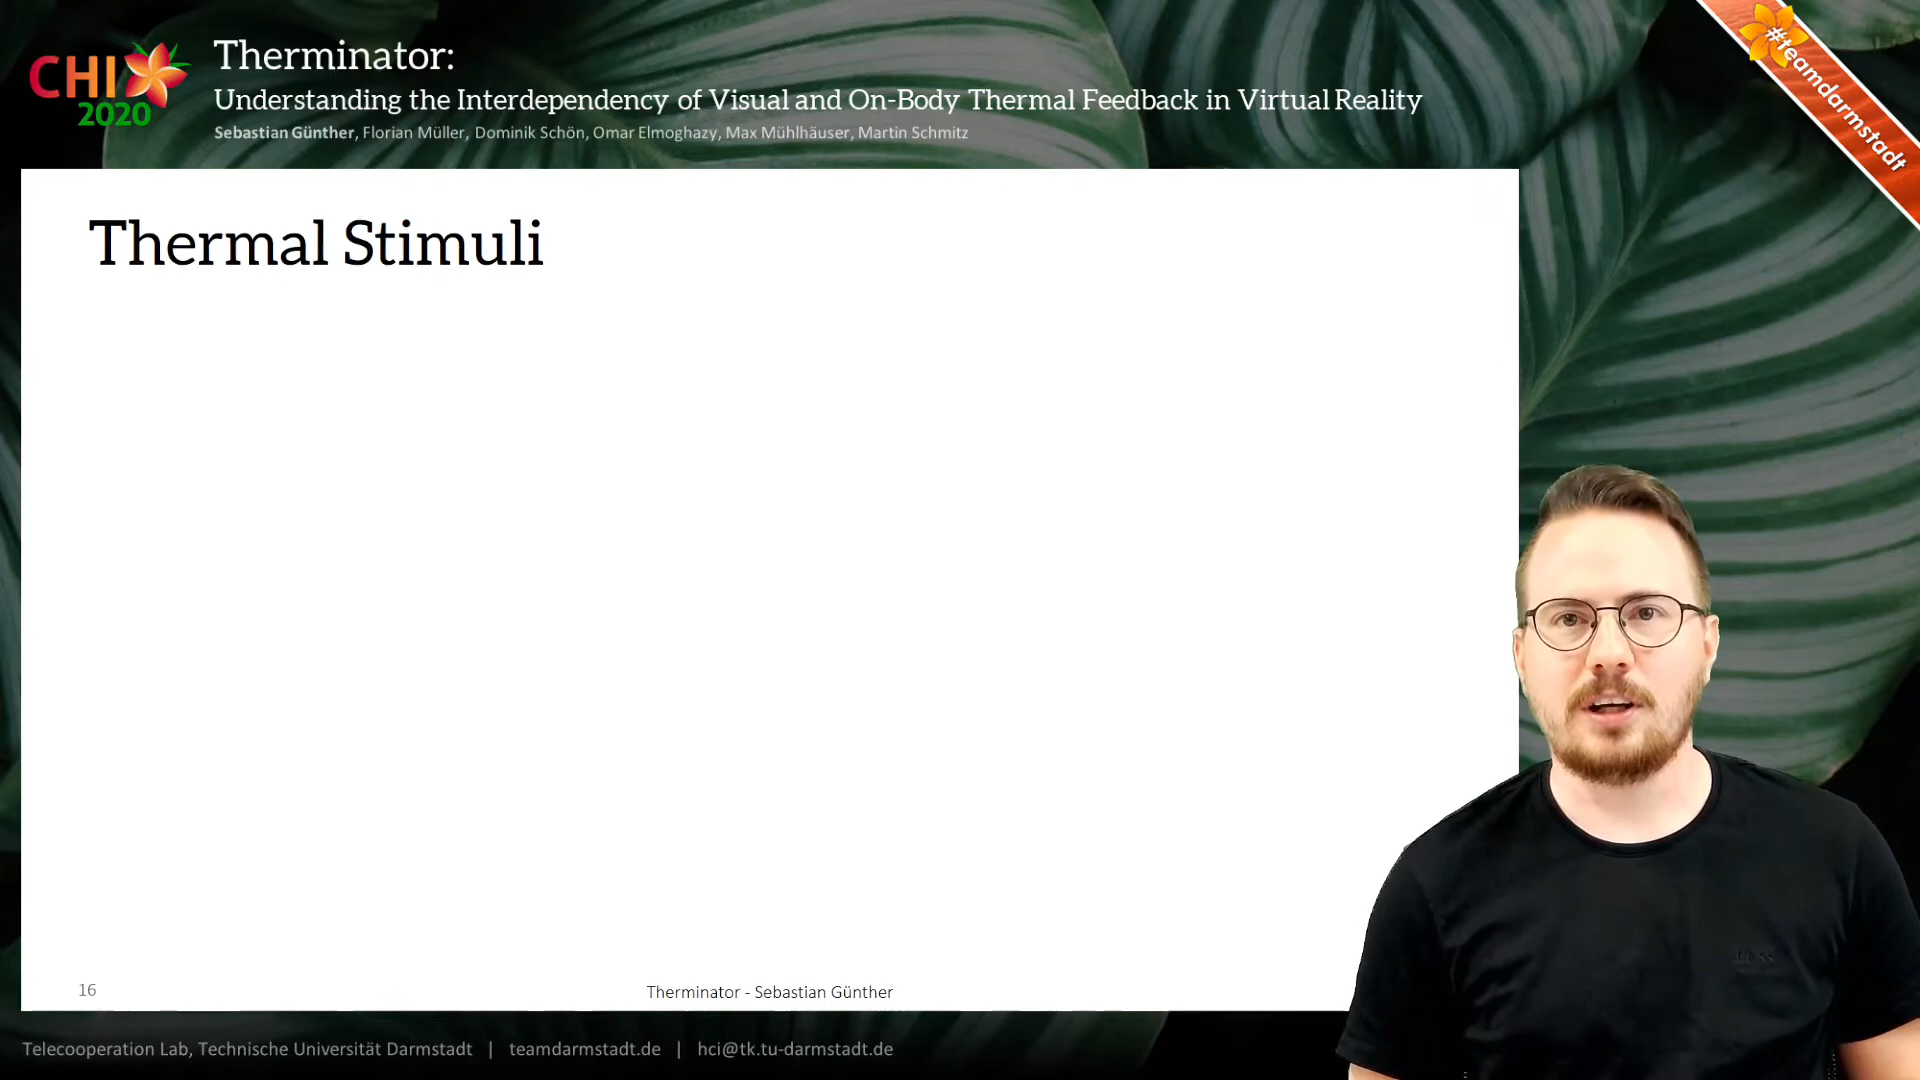 CHI
2020
Therminator:
Understanding the Interdependency of Visual and On-Body Thermal Feedback in Virtual Reality
Sebastian Günther, Florian Müller, Dominik Schön, Omar Elmoghazy, Max Mühlhäuser, Martin Schmitz
#teamdarmstadt
Thermal Stimuli
16
Therminator - Sebastian Günther
Telecooperation Lab, Technische Universität Darmstadt | teamdarmstadt.de | hci@tk.tu-darmstadt.de